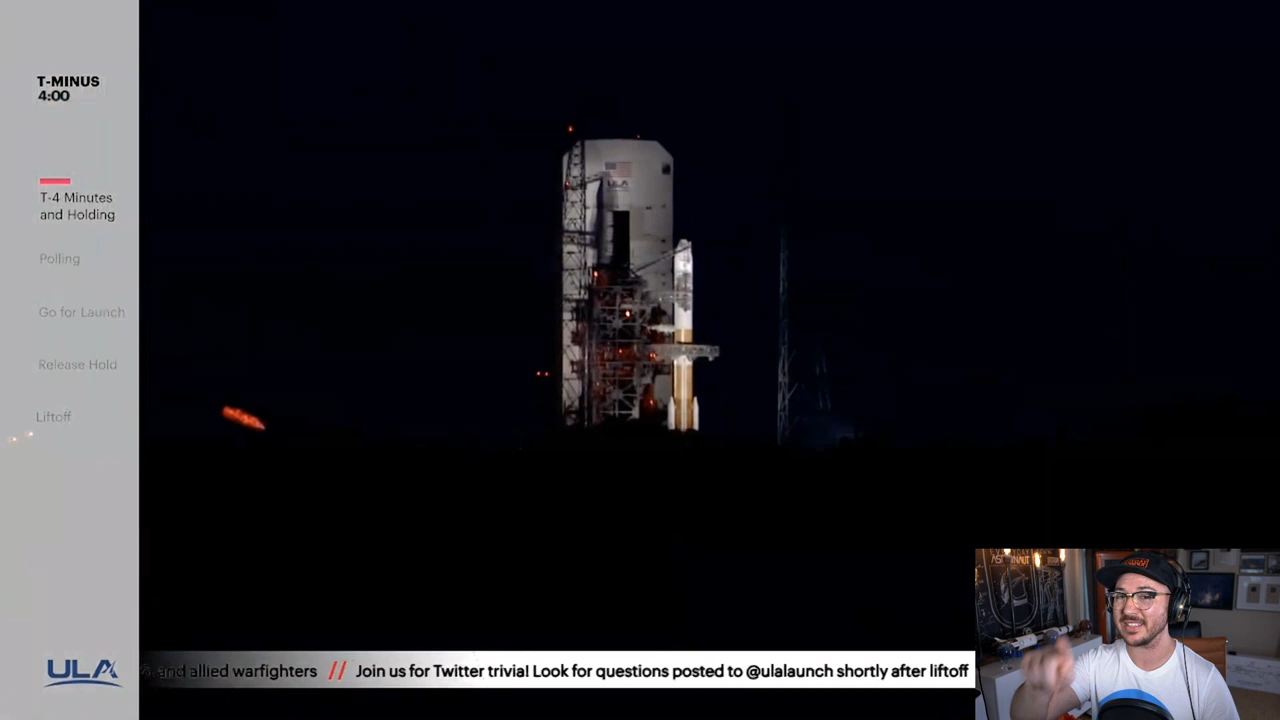 T-MINUS
4:00
T-4 Minutes
and Holding
Polling
Go for Launch
Release Hold
Liftoff
ULA
ULA
and allied warfighters // Join us for Twitter trivia! Look for questions posted to @ulalaunch shortly after liftoff